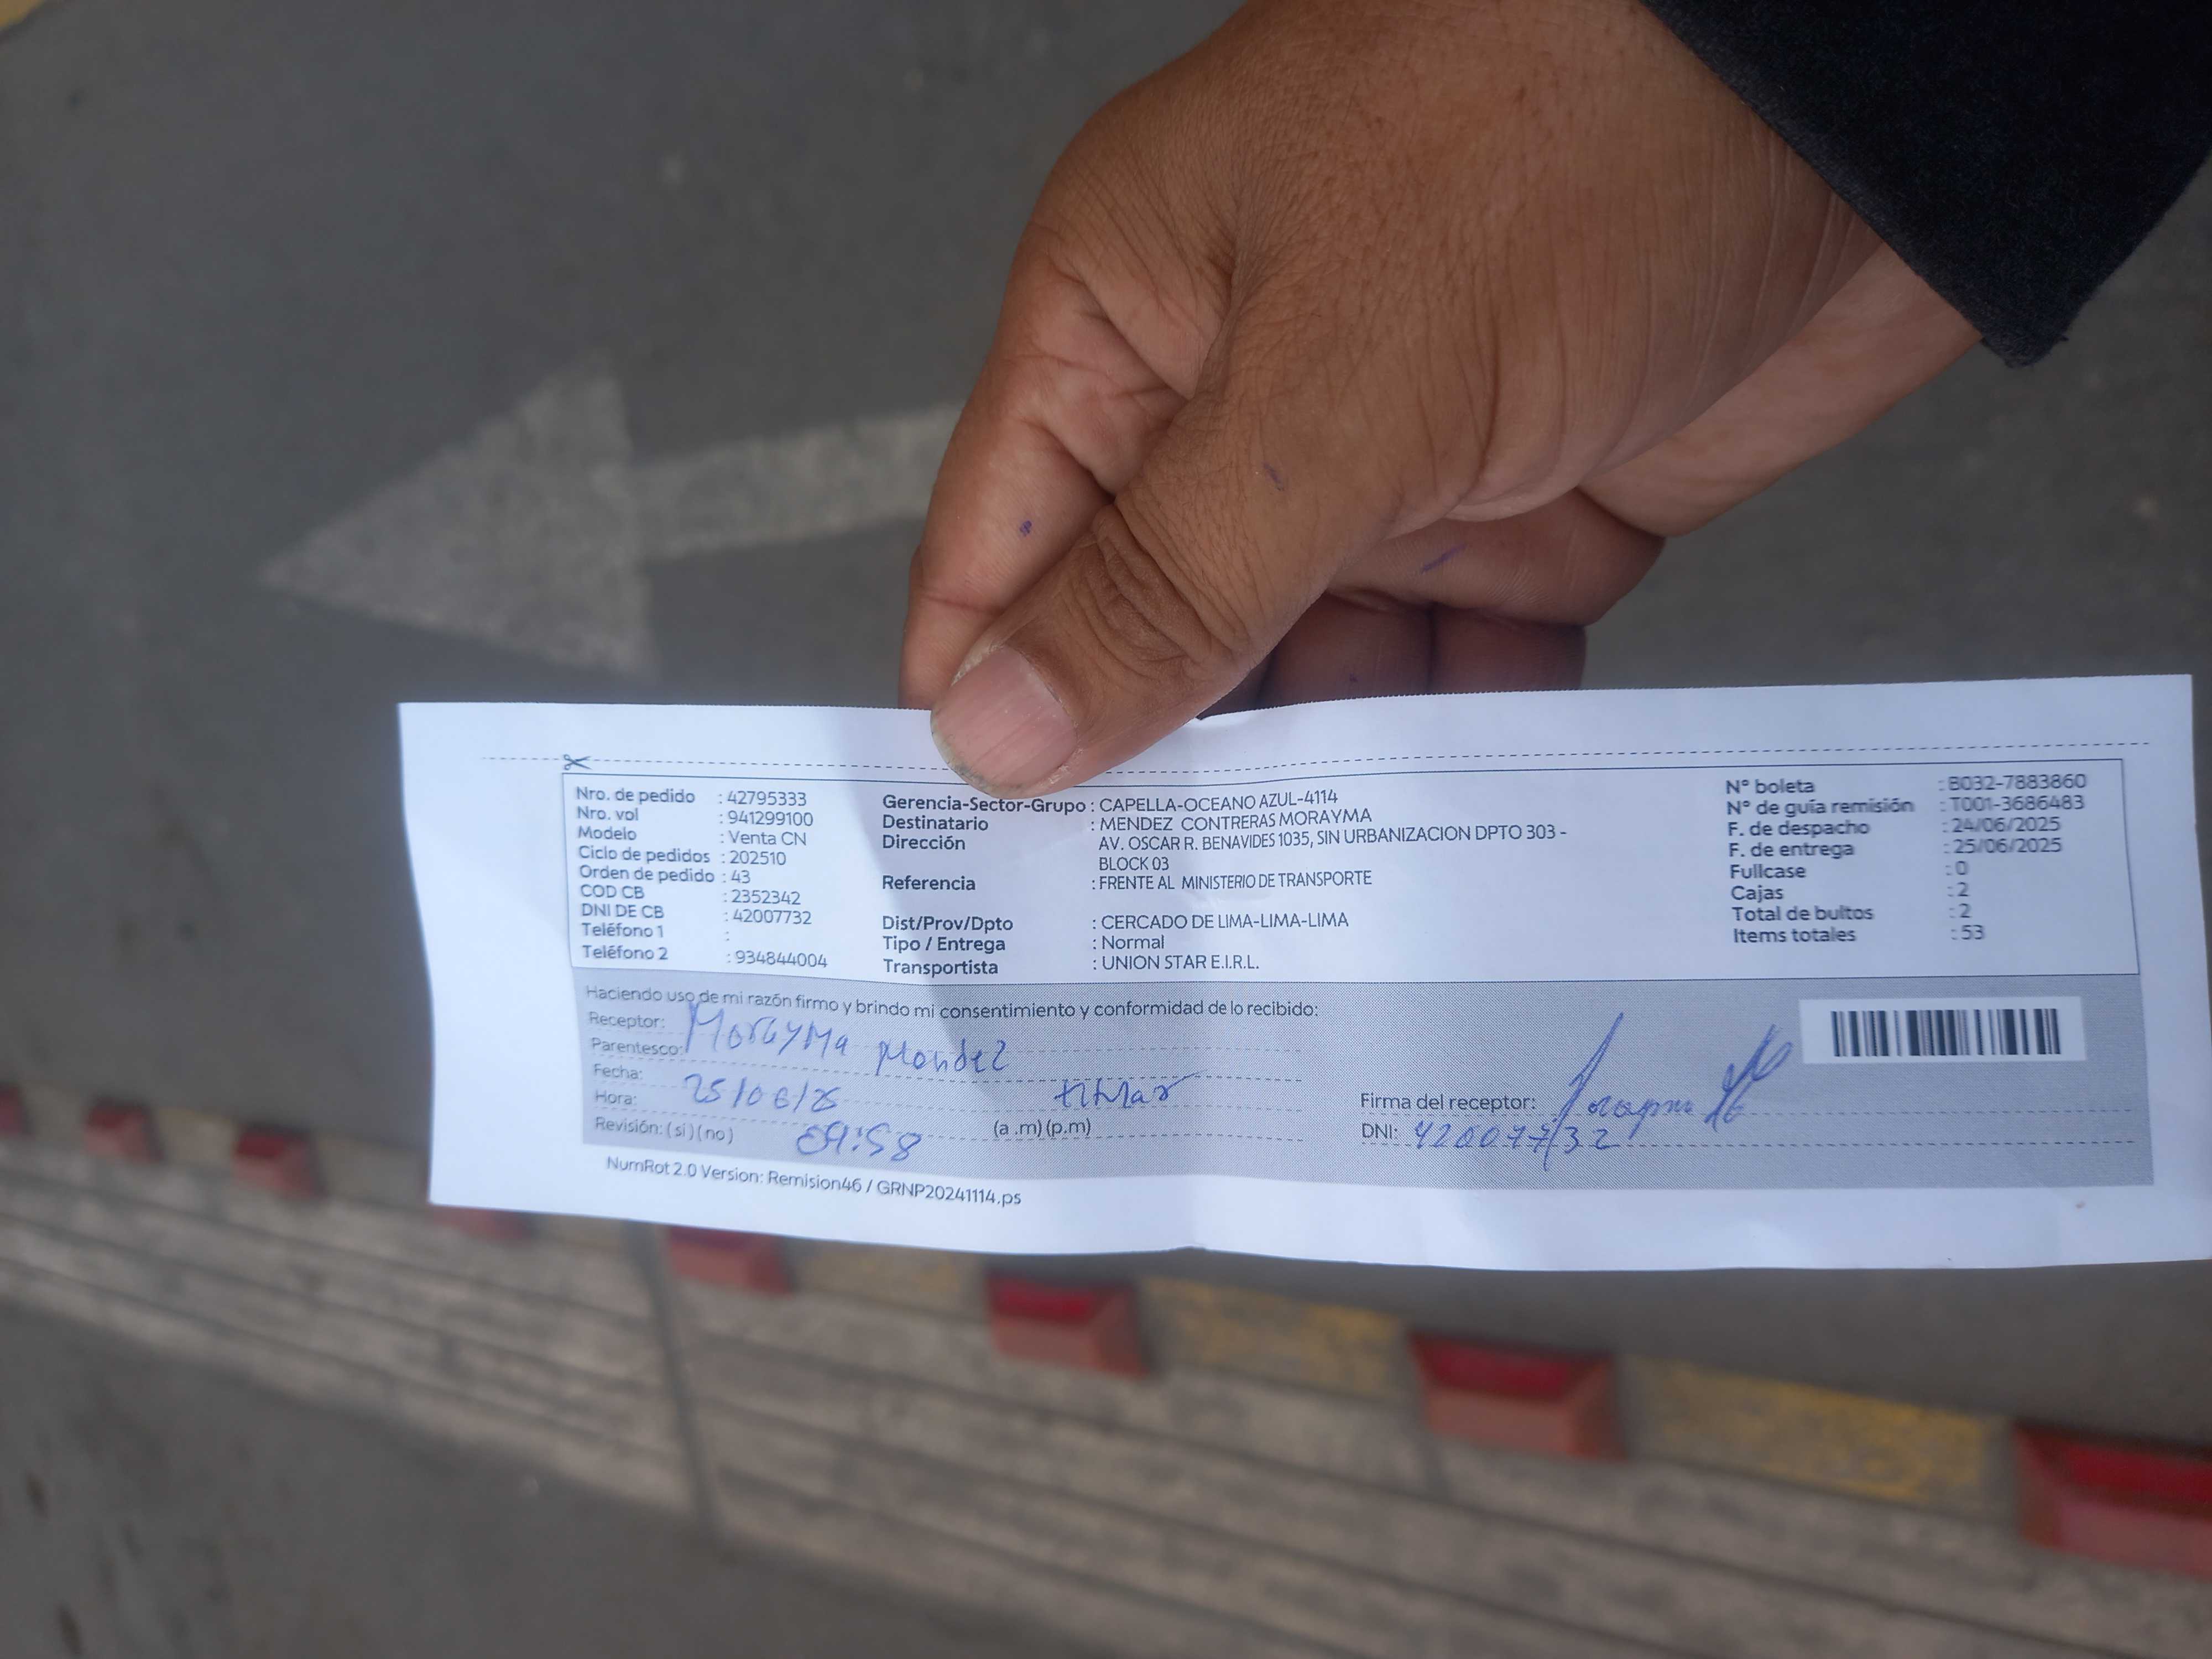 Nro. de pedido : 42795333
Nro. vol : 941299100
Modelo : Venta CN
Ciclo de pedidos : 202510
Orden de pedido : 43
COD CB : 2352342
DNI DE CB : 42007732
Teléfono 1 :
Teléfono 2 : 934844004
Gerencia-Sector-Grupo : CAPELLA-OCEANO AZUL-4114
Destinatario : MENDEZ CONTRERAS MORAYMA
Dirección AV. OSCAR R. BENAVIDES 1035, SIN URBANIZACION DPTO 303 -
BLOCK 03
Referencia : FRENTE AL MINISTERIO DE TRANSPORTE
Dist/Prov/Dpto : CERCADO DE LIMA-LIMA-LIMA
Tipo / Entrega : Normal
Transportista : UNION STAR E.I.R.L.
N° boleta : B032-7883860
N° de guía remisión : T001-3686483
F. de despacho : 24/06/2025
F. de entrega : 25/06/2025
Fullcase : 0
Cajas : 2
Total de bultos : 2
Items totales : 53
Haciendo uso de mi razón firmo y brindo mi consentimiento y conformidad de lo recibido:
Receptor: Morayma Mendez
Parentesco: titular
Fecha: 25/06/25
Hora: 09:58 (a .m) (p.m)
Revisión: ( si ) ( no )
Firma del receptor:
DNI: 42007732
NumRot 2.0 Version: Remision46 / GRNP20241114.ps